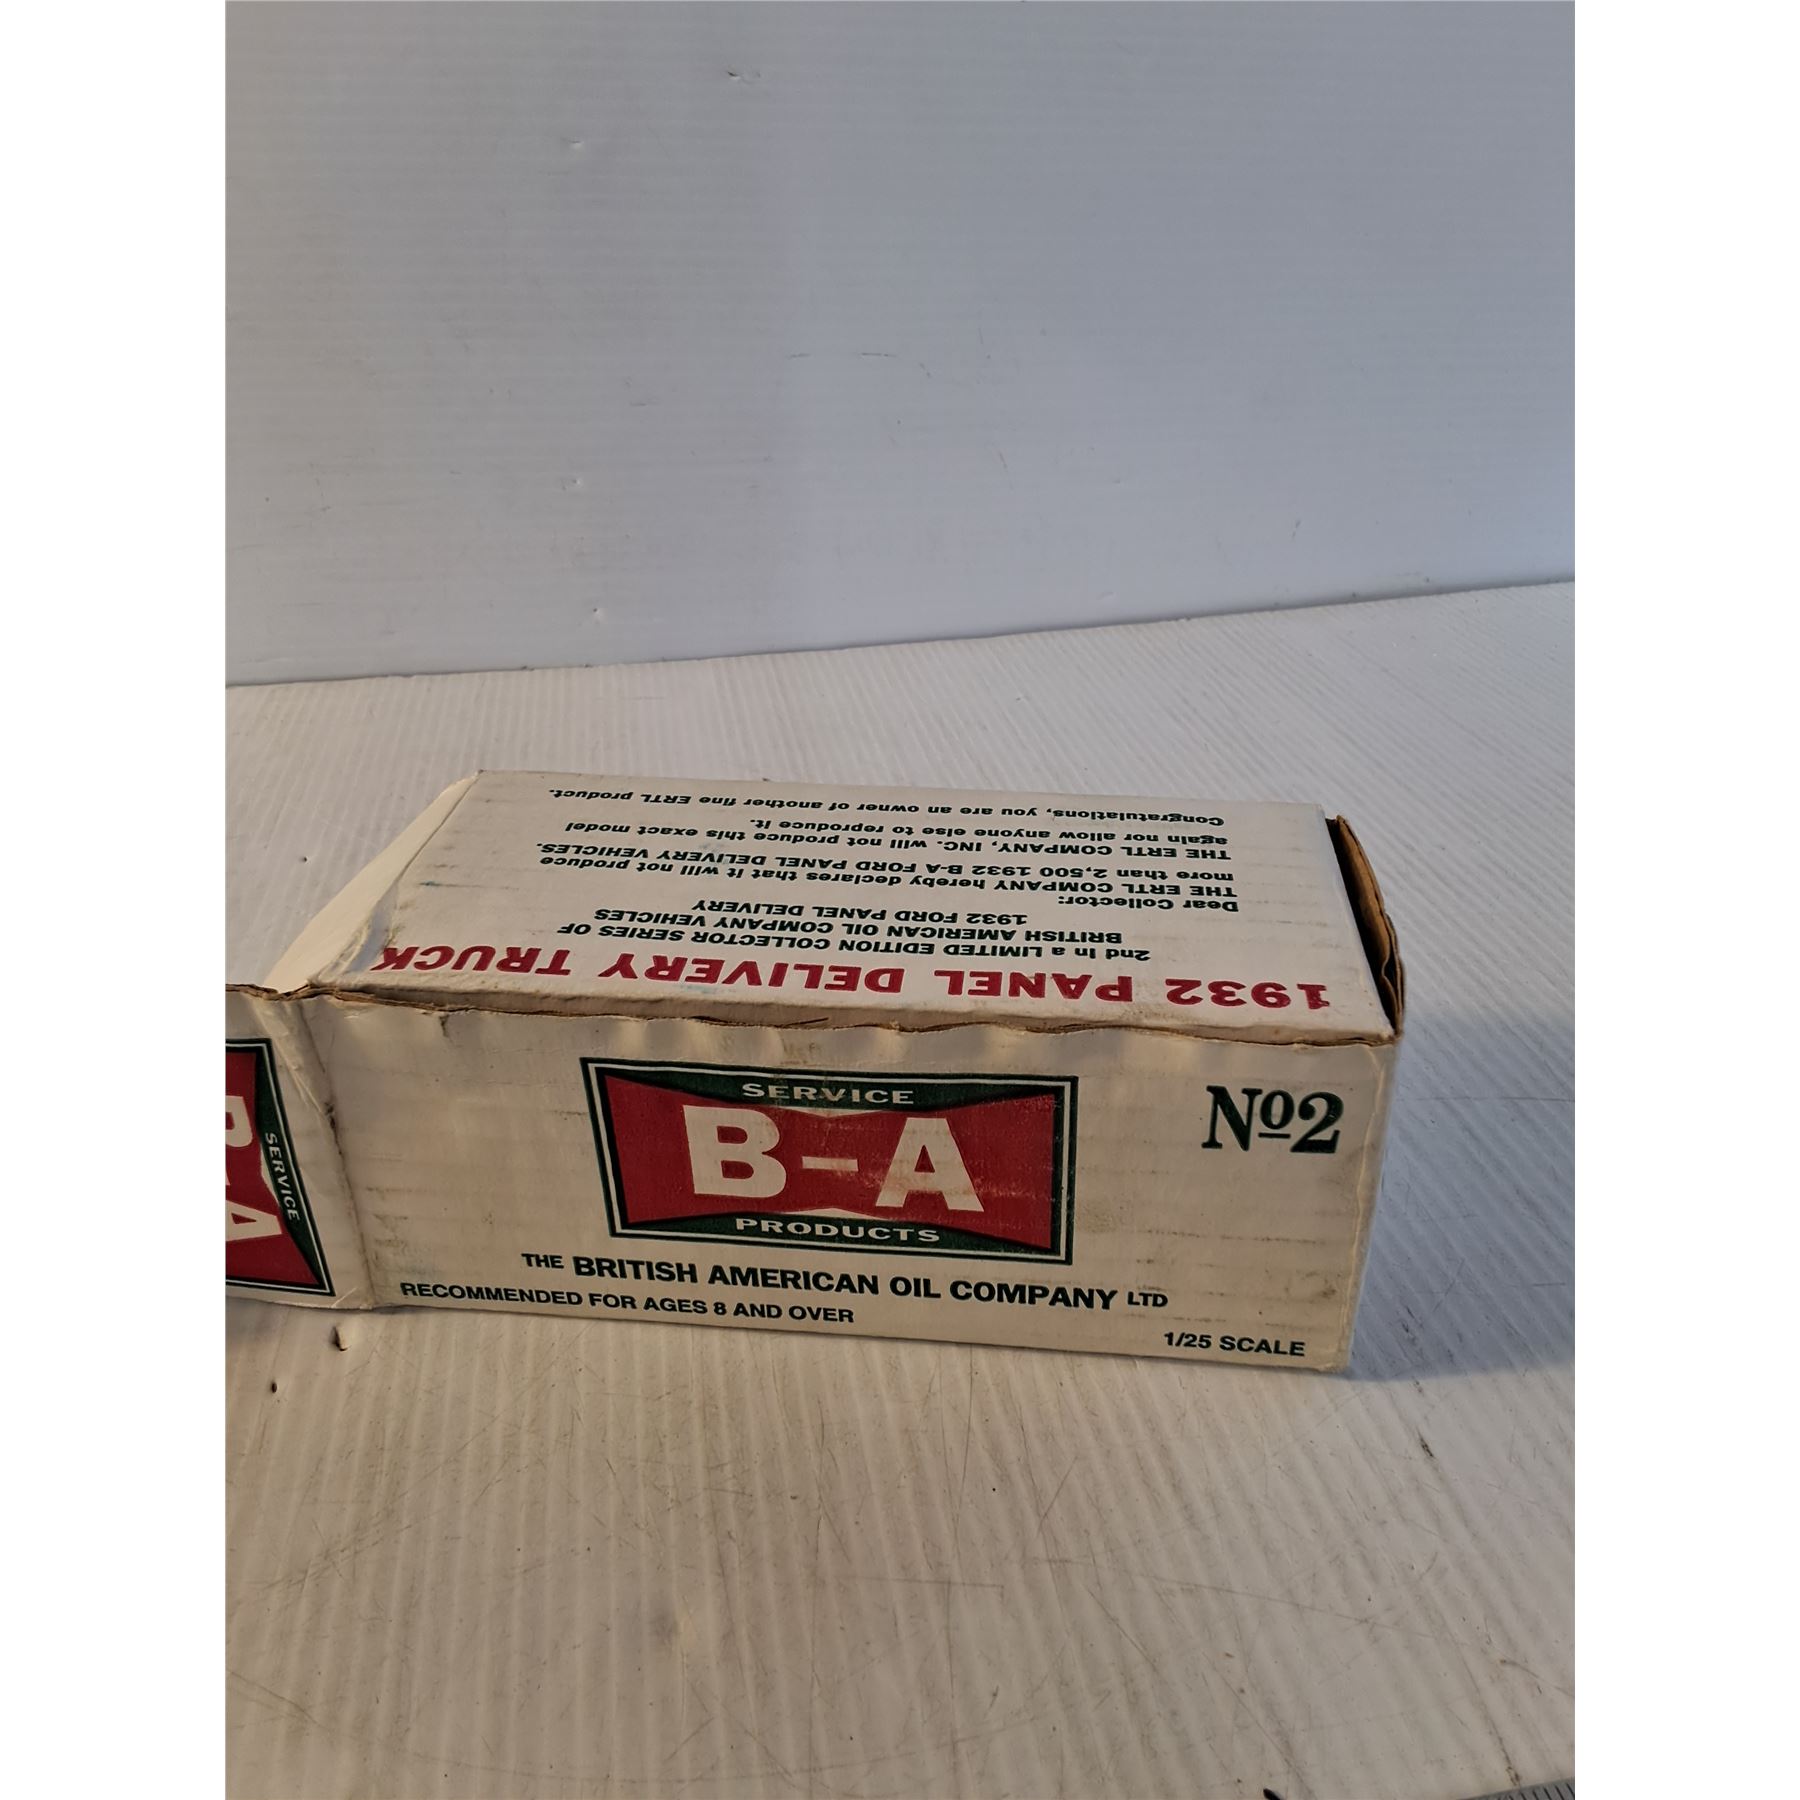 1932 PANEL DELIVERY TRUCK
2nd in a LIMITED EDITION COLLECTOR SERIES OF
BRITISH AMERICAN OIL COMPANY VEHICLES
1932 FORD PANEL DELIVERY
Dear Collector:
THE ERTL COMPANY hereby declares that it will not produce
more than 2,500 1932 B-A FORD PANEL DELIVERY VEHICLES.
THE ERTL COMPANY, INC. will not produce this exact model
again nor allow anyone else to reproduce it.
Congratulations, you are an owner of another fine ERTL product.
SERVICE
B-A
PRODUCTS
No2
THE BRITISH AMERICAN OIL COMPANY LTD
RECOMMENDED FOR AGES 8 AND OVER
1/25 SCALE
SERVICE
B-A